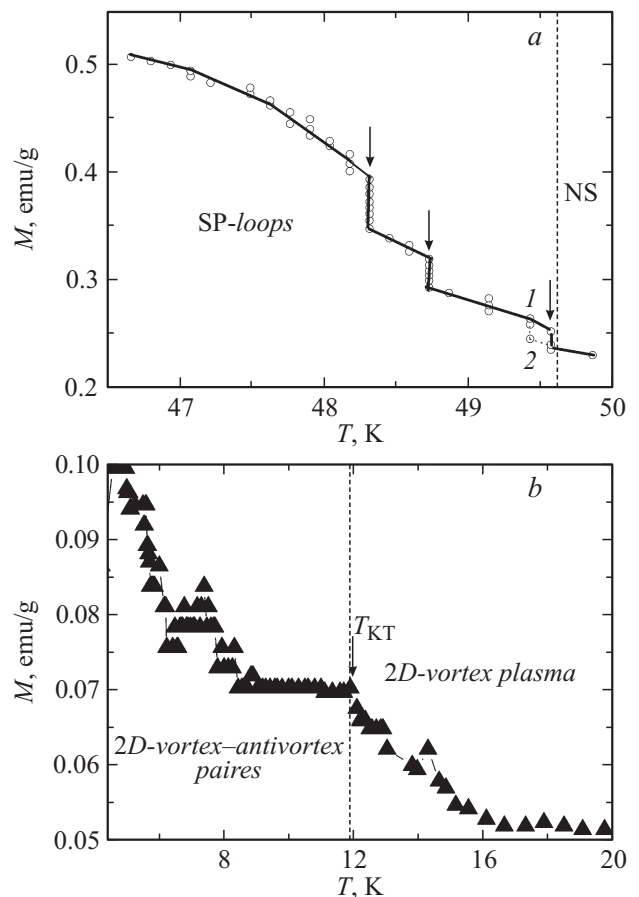 a
0.5
0.4
0.3
0.2
M, emu/g
SP-loops
NS
1
2
47
48
49
50
T, K
b
0.10
0.09
0.08
0.07
0.06
0.05
M, emu/g
T_KT
2D-vortex plasma
2D-vortex–antivortex
paires
8
12
16
20
T, K